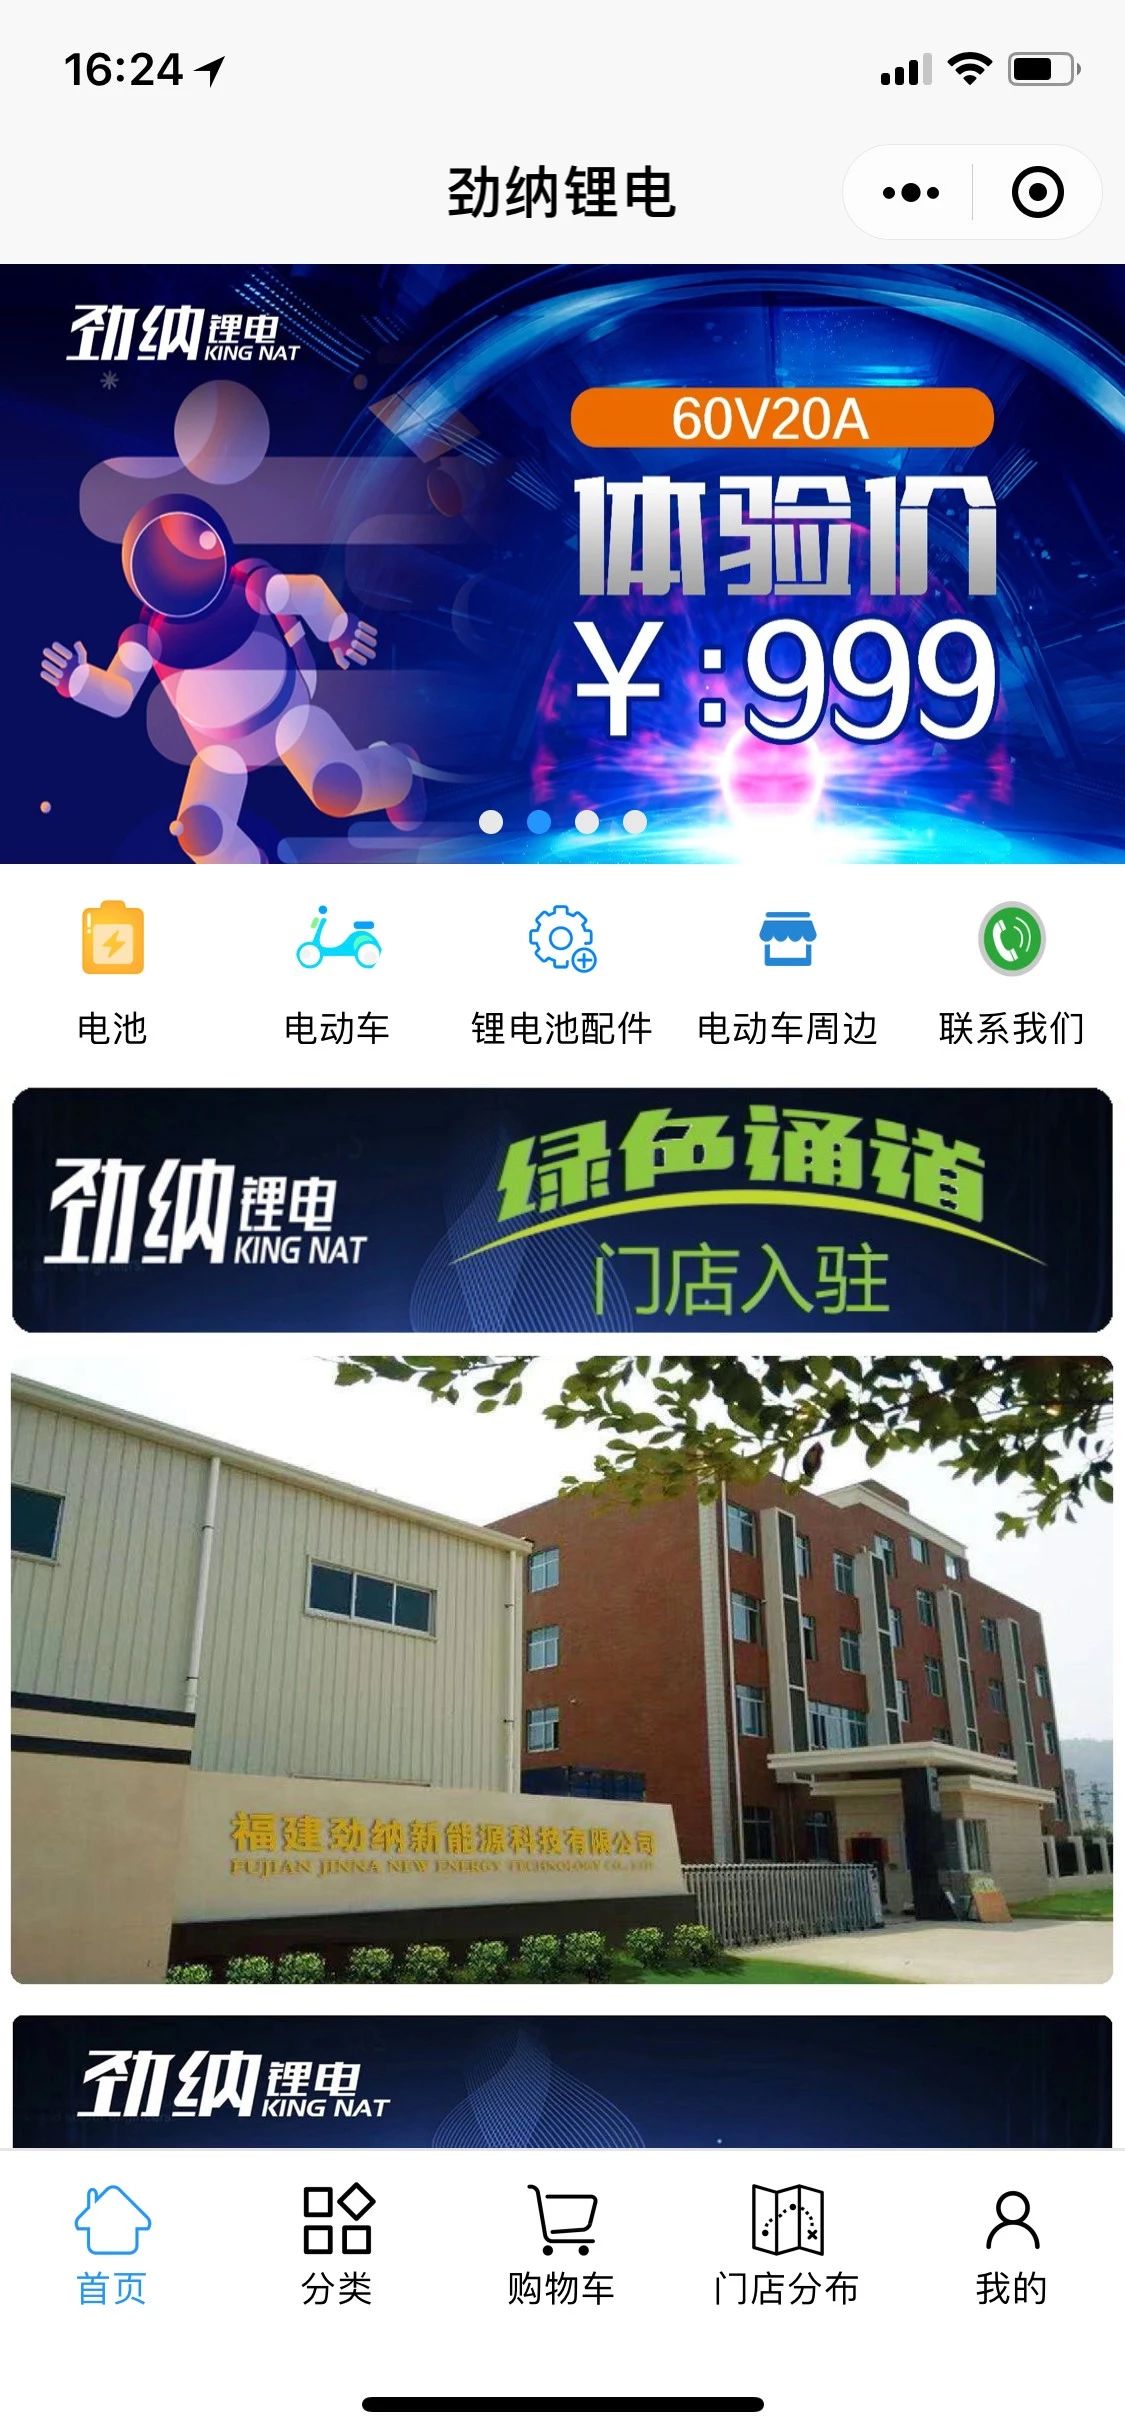 16:24
劲纳锂电
劲纳锂电
KING NAT
60V20A
体验价
¥:999
电池
电动车
锂电池配件
电动车周边
联系我们
劲纳锂电
KING NAT
绿色通道
门店入驻
福建劲纳新能源科技有限公司
FUJIAN JINNA NEW ENERGY TECHNOLOGY CO., LTD
劲纳锂电
KING NAT
首页
分类
购物车
门店分布
我的